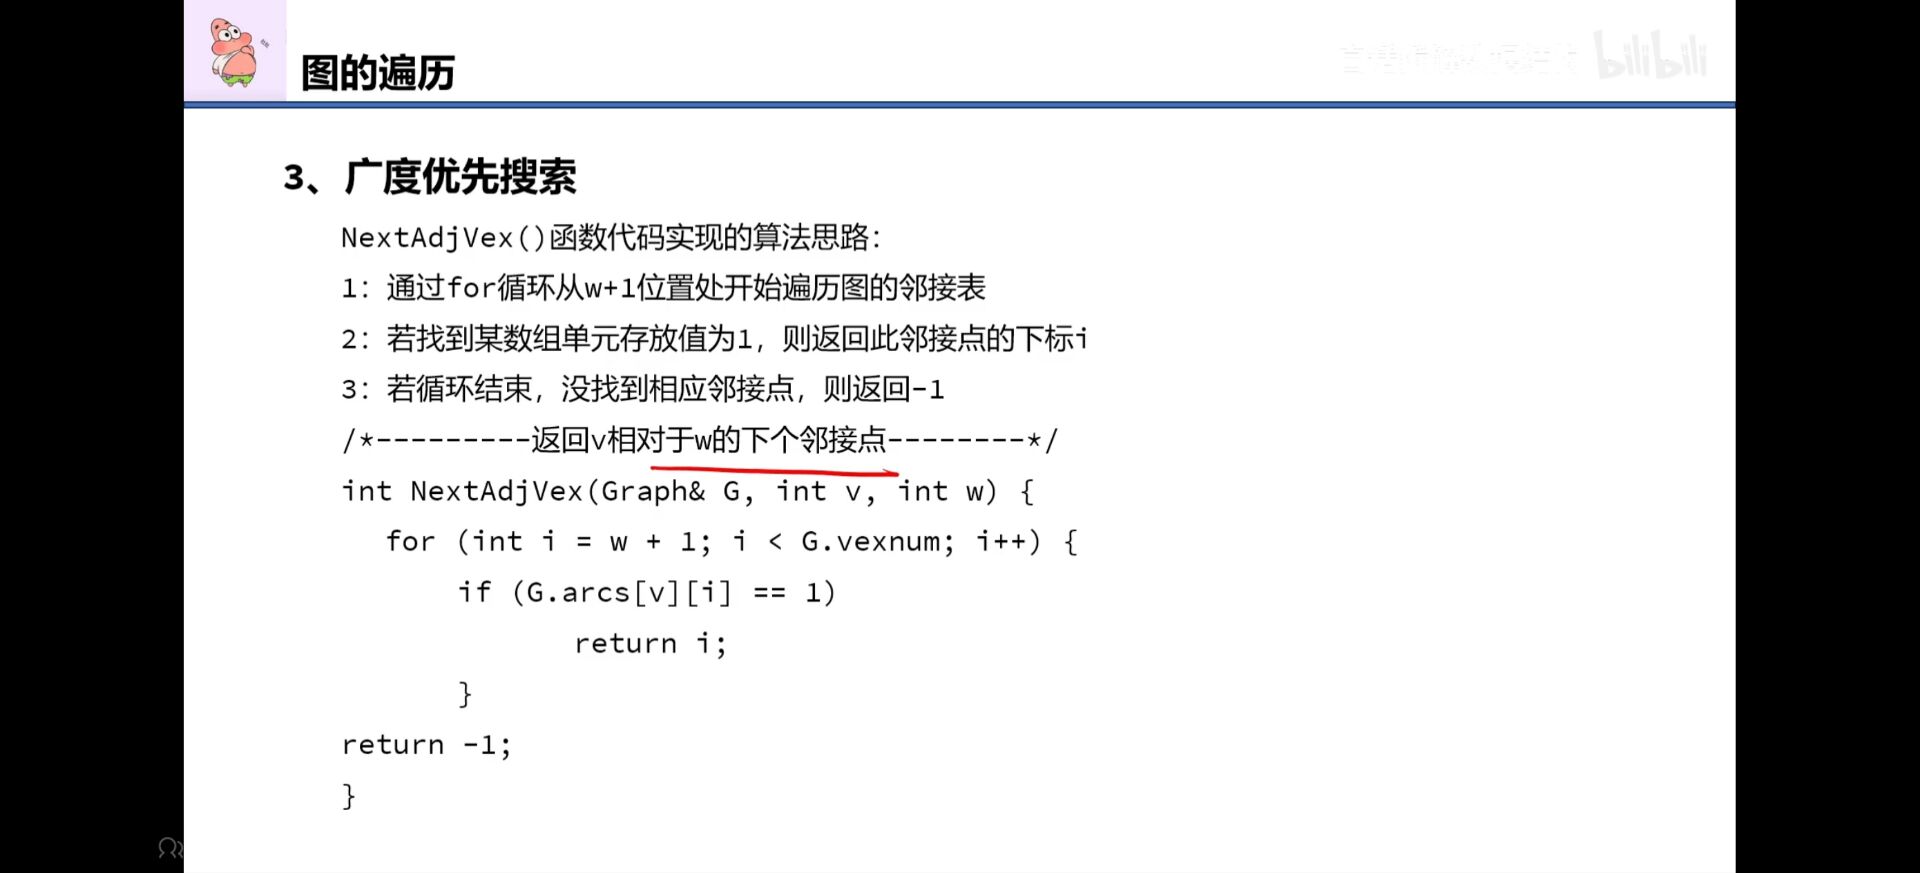 图的遍历
bilibili
3、广度优先搜索
NextAdjVex()函数代码实现的算法思路：
1：通过for循环从w+1位置处开始遍历图的邻接表
2：若找到某数组单元存放值为1，则返回此邻接点的下标i
3：若循环结束，没找到相应邻接点，则返回-1
/*---------返回v相对于w的下个邻接点--------*/
int NextAdjVex(Graph& G, int v, int w) {
for (int i = w + 1; i < G.vexnum; i++) {
if (G.arcs[v][i] == 1)
return i;
}
return -1;
}